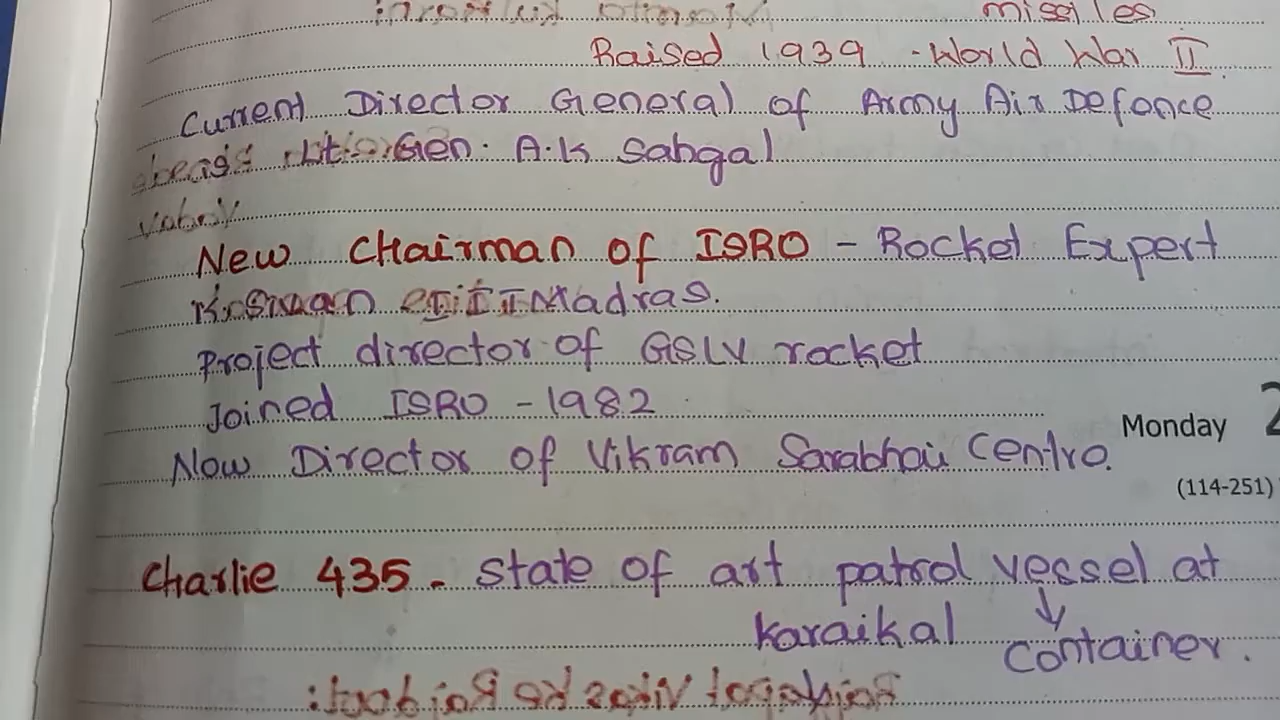 missiles
Raised 1939 - World War II
Current Director General of Army Air Defence
Lt. Gen. A.K Sahgal
New Chairman of ISRO - Rocket Expert
K. Sivan IIT Madras.
Project director of GSLV rocket
Joined ISRO - 1982
Now Director of Vikram Sarabhai Centre.
Monday 2
(114-251)
Charlie 435 - state of art patrol vessel at
Karaikal
↓
container.